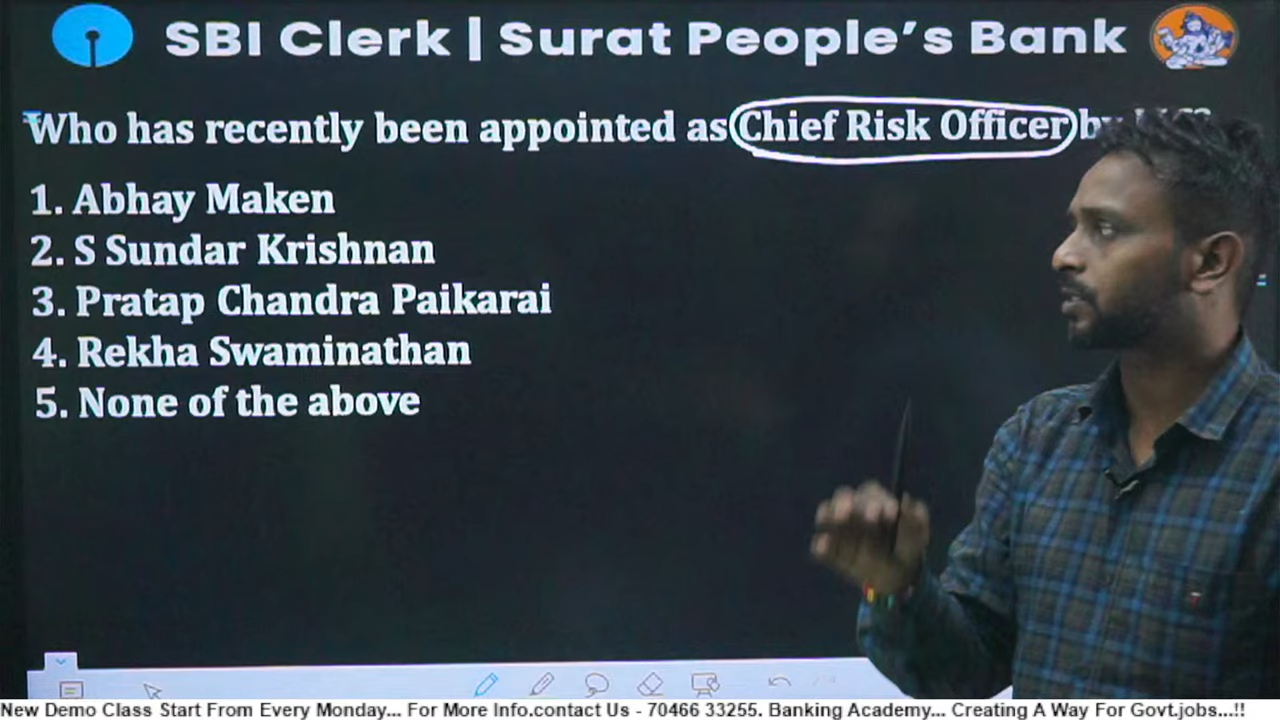 SBI Clerk | Surat People's Bank
Who has recently been appointed as Chief Risk Officer by
1. Abhay Maken
2. S Sundar Krishnan
3. Pratap Chandra Paikarai
4. Rekha Swaminathan
5. None of the above
New Demo Class Start From Every Monday... For More Info.contact Us - 70466 33255. Banking Academy... Creating A Way For Govt.jobs...!!